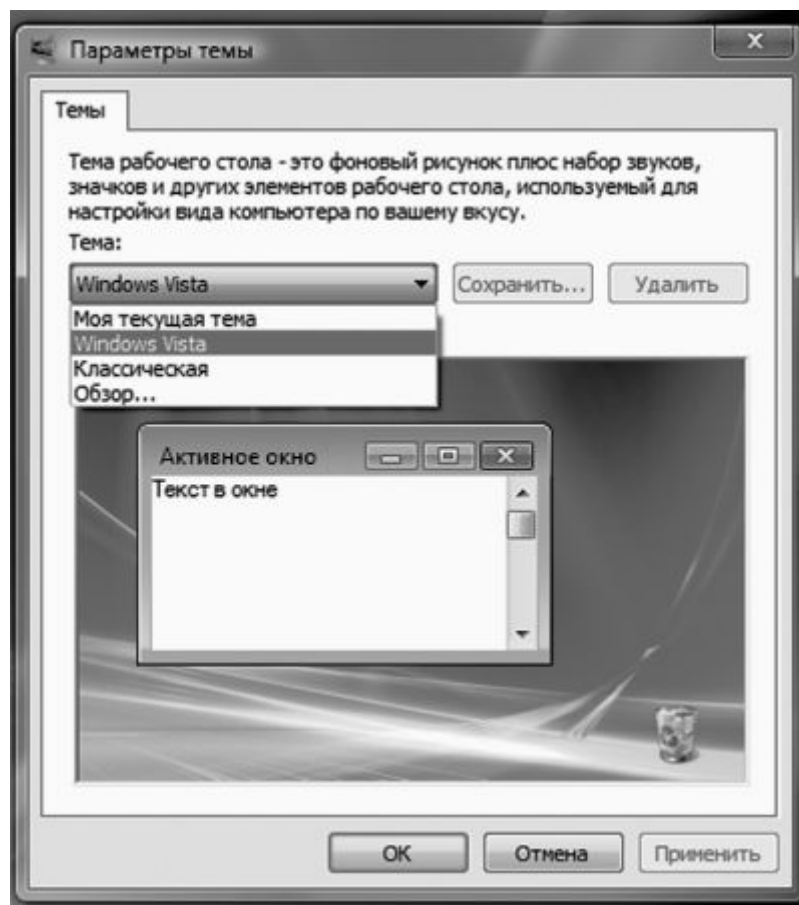 Параметры темы
Темы
Тема рабочего стола - это фоновый рисунок плюс набор звуков,
значков и других элементов рабочего стола, используемый для
настройки вида компьютера по вашему вкусу.
Тема:
Windows Vista
Сохранить...
Удалить
Моя текущая тема
Windows Vista
Классическая
Обзор...
Активное окно
Текст в окне
ОК
Отмена
Применить